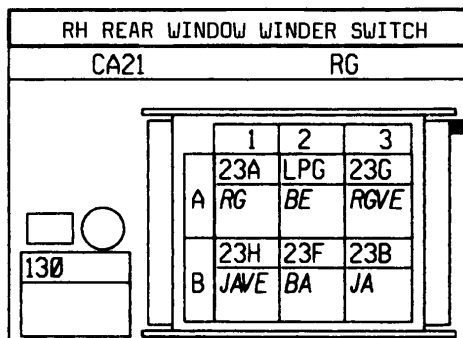 RH REAR WINDOW WINDER SWITCH
CA21 RG
1 2 3
23A LPG 23G
A RG BE RGVE
23H 23F 23B
B JAVE BA JA
130